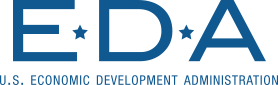 E★D★A
U.S. ECONOMIC DEVELOPMENT ADMINISTRATION